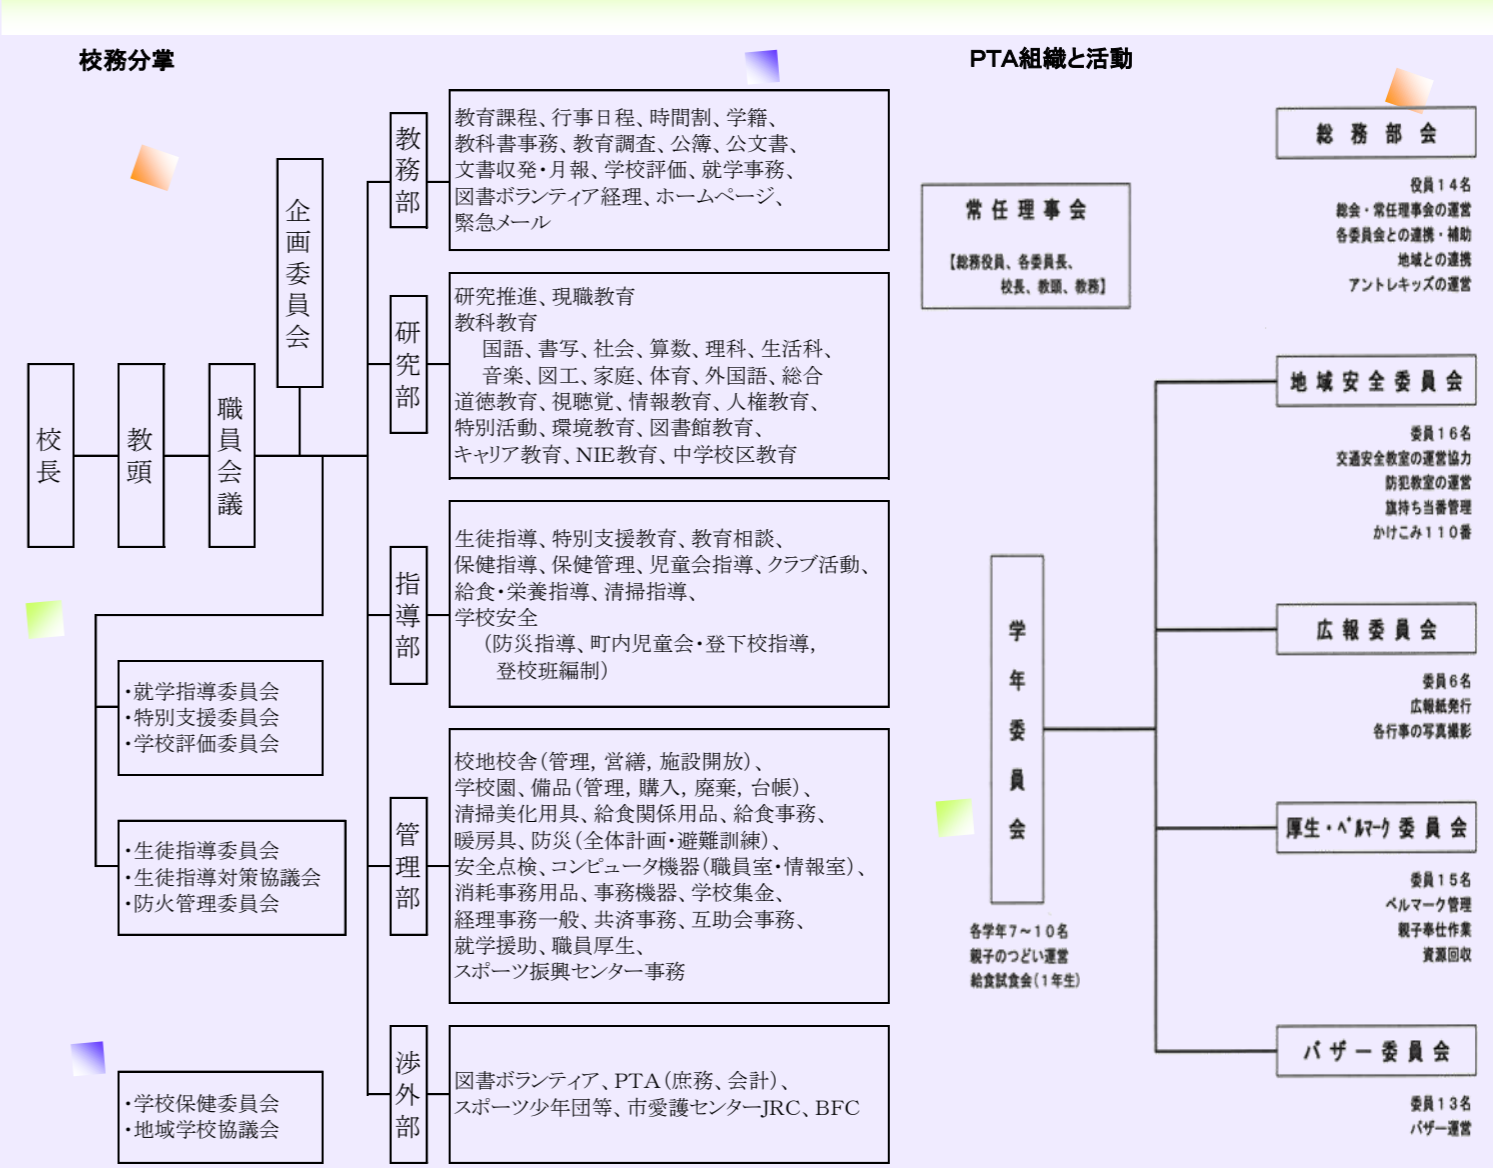 校務分掌
校長
教頭
職員会議
企画委員会
・就学指導委員会
・特別支援委員会
・学校評価委員会
・生徒指導委員会
・生徒指導対策協議会
・防火管理委員会
・学校保健委員会
・地域学校協議会
教務部
教育課程、行事日程、時間割、学籍、
教科書事務、教育調査、公簿、公文書、
文書収発・月報、学校評価、就学事務、
図書ボランティア経理、ホームページ、
緊急メール
研究部
研究推進、現職教育
教科教育
国語、書写、社会、算数、理科、生活科、
音楽、図工、家庭、体育、外国語、総合
道徳教育、視聴覚、情報教育、人権教育、
特別活動、環境教育、図書館教育、
キャリア教育、NIE教育、中学校区教育
指導部
生徒指導、特別支援教育、教育相談、
保健指導、保健管理、児童会指導、クラブ活動、
給食・栄養指導、清掃指導、
学校安全
（防災指導、町内児童会・登下校指導,
登校班編制）
管理部
校地校舎（管理, 営繕, 施設開放）、
学校園、備品（管理, 購入, 廃棄, 台帳）、
清掃美化用具、給食関係用品、給食事務、
暖房具、防災（全体計画・避難訓練）、
安全点検、コンピュータ機器（職員室・情報室）、
消耗事務用品、事務機器、学校集金、
経理事務一般、共済事務、互助会事務、
就学援助、職員厚生、
スポーツ振興センター事務
渉外部
図書ボランティア、PTA（庶務、会計）、
スポーツ少年団等、市愛護センターJRC、BFC
PTA組織と活動
常任理事会
【総務役員、各委員長、
校長、教頭、教務】
総務部会
役員14名
総会・常任理事会の運営
各委員会との連携・補助
地域との連携
アントレキッズの運営
学年委員会
各学年7～10名
親子のつどい運営
給食試食会(1年生)
地域安全委員会
委員16名
交通安全教室の運営協力
防犯教室の運営
旗持ち当番管理
かけこみ110番
広報委員会
委員6名
広報紙発行
各行事の写真撮影
厚生・ベルマーク委員会
委員15名
ベルマーク管理
親子奉仕作業
資源回収
バザー委員会
委員13名
バザー運営